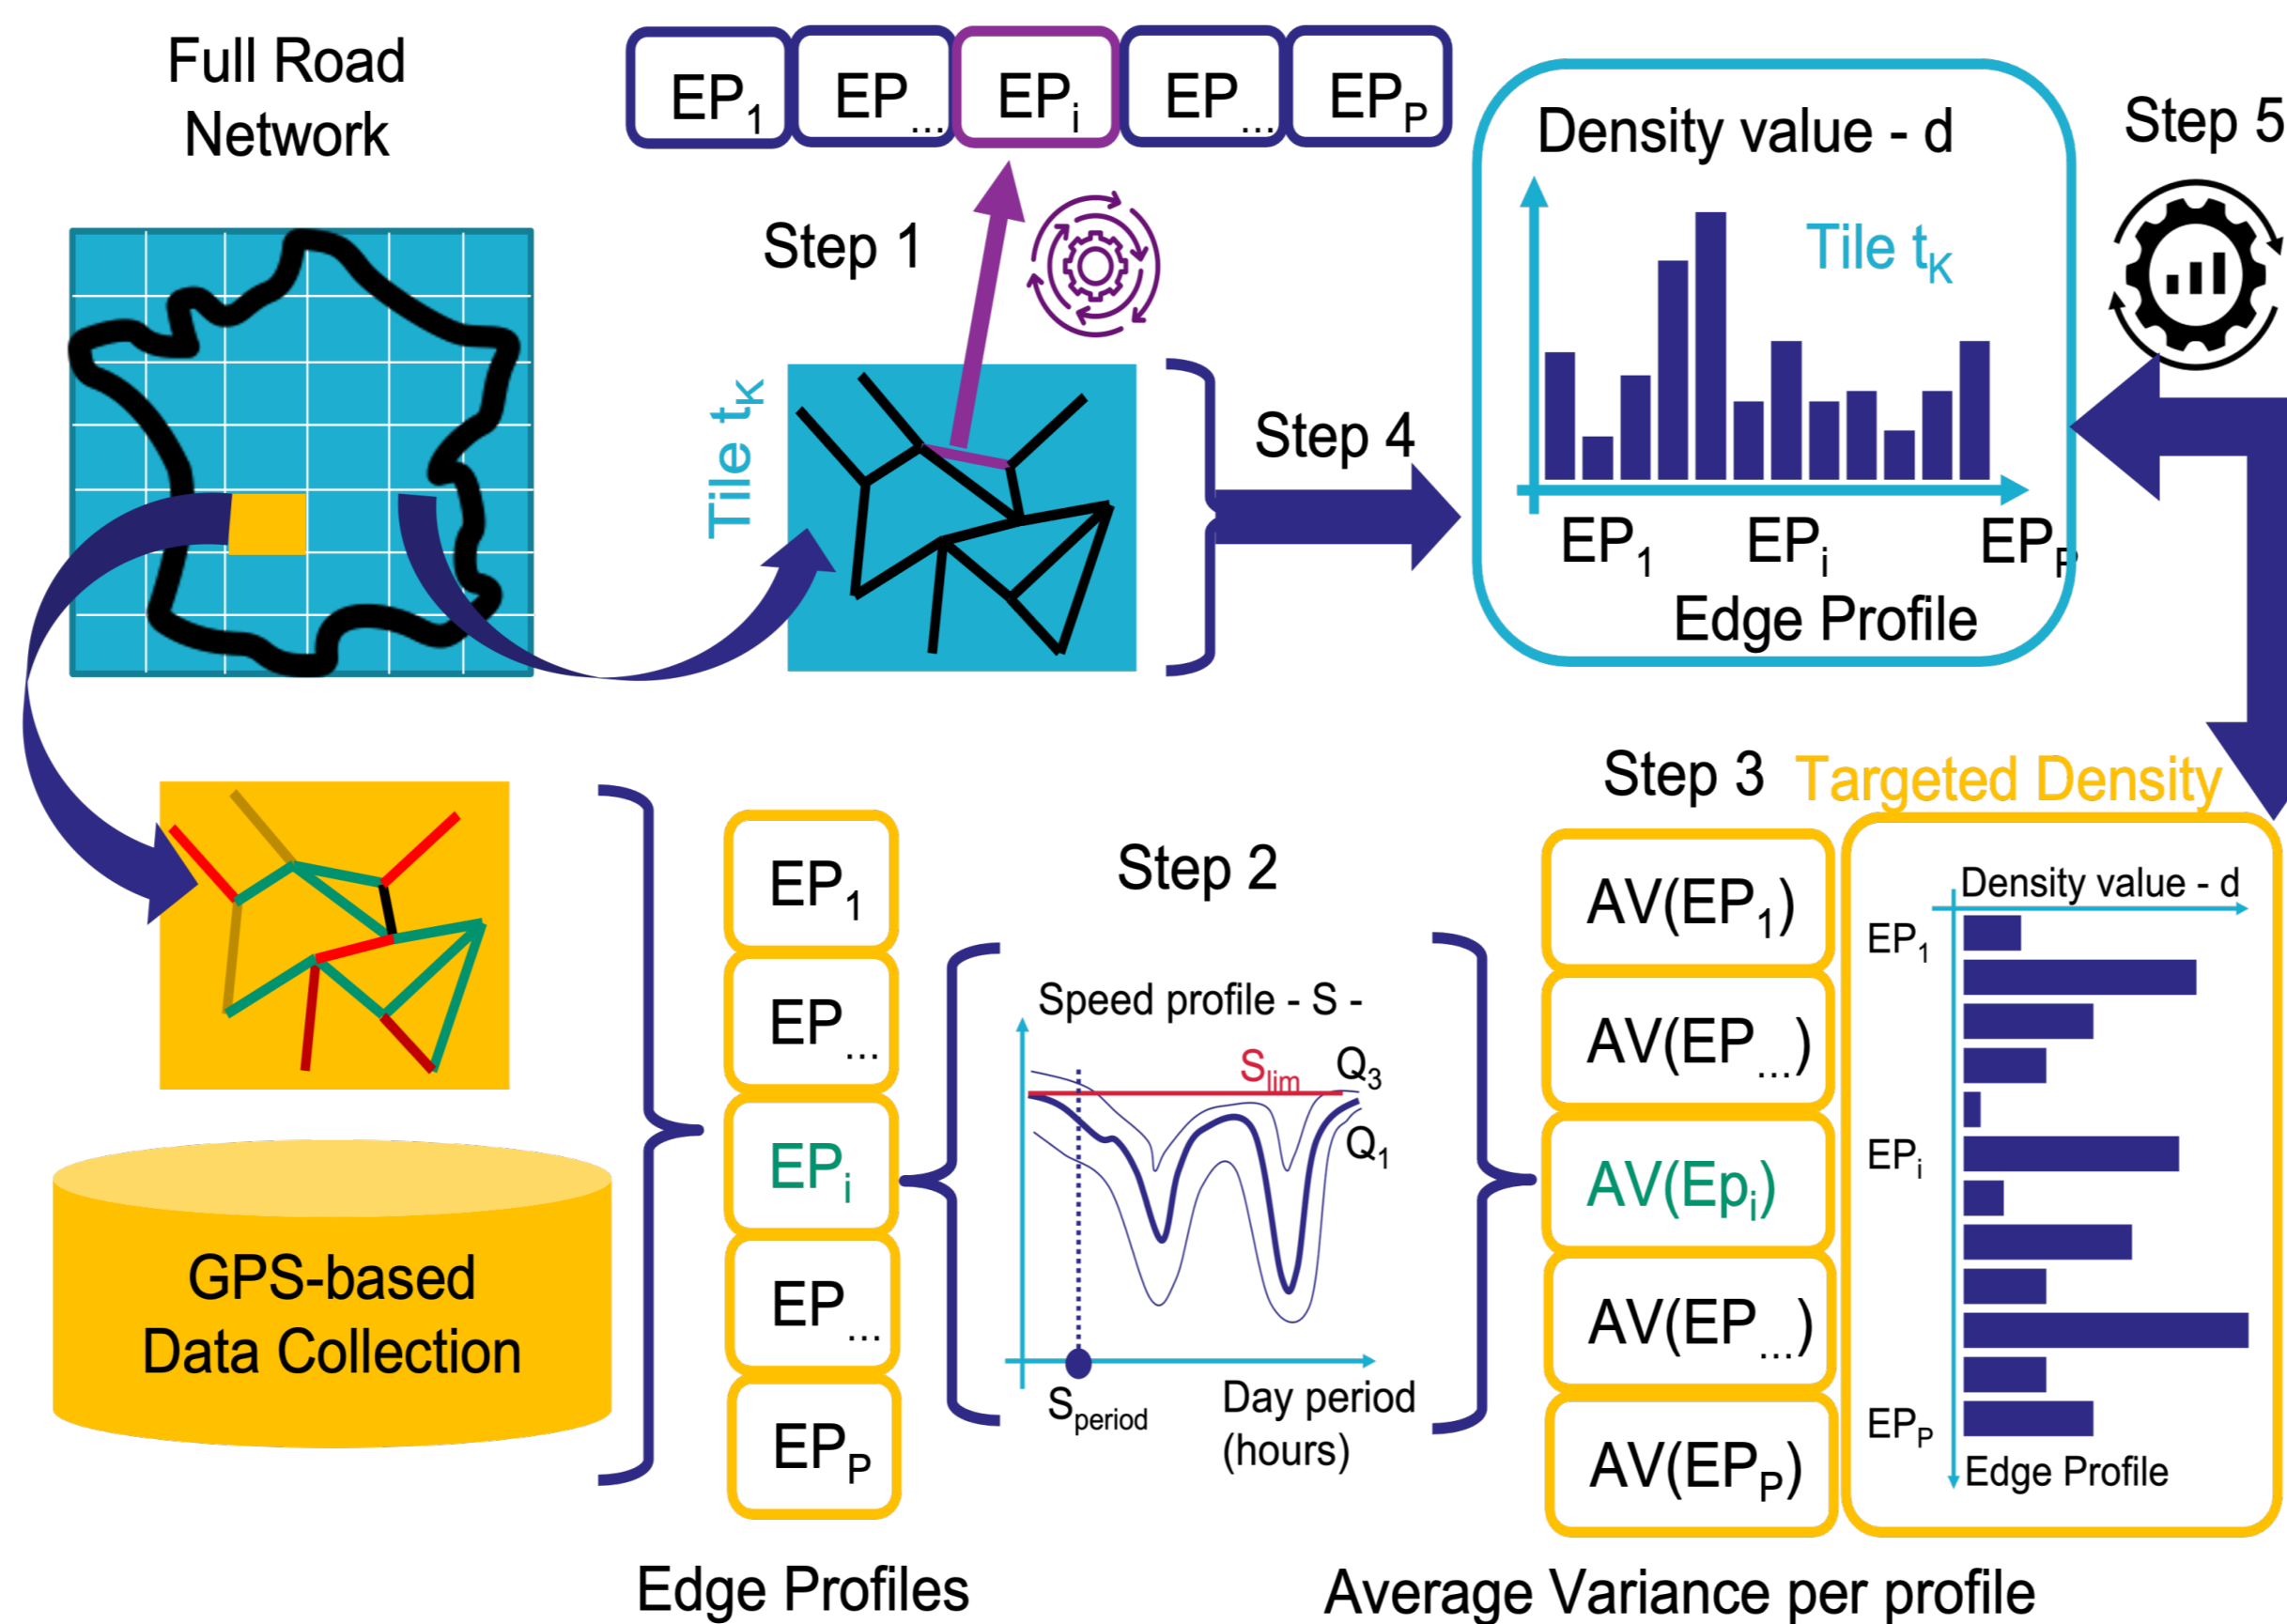 Full Road
Network
EP1
EP...
EPi
EP...
EPP
Step 1
Tile tK
Step 4
Density value - d
Tile tK
EP1
EPi
EPP
Edge Profile
Step 5
GPS-based
Data Collection
EP1
EP...
EPi
EP...
EPP
Edge Profiles
Step 2
Speed profile - S -
Slim
Q3
Q1
Speriod
Day period
(hours)
Step 3
AV(EP1)
AV(EP...)
AV(Epi)
AV(EP...)
AV(EPP)
Average Variance per profile
Targeted Density
Density value - d
EP1
EPi
EPP
Edge Profile